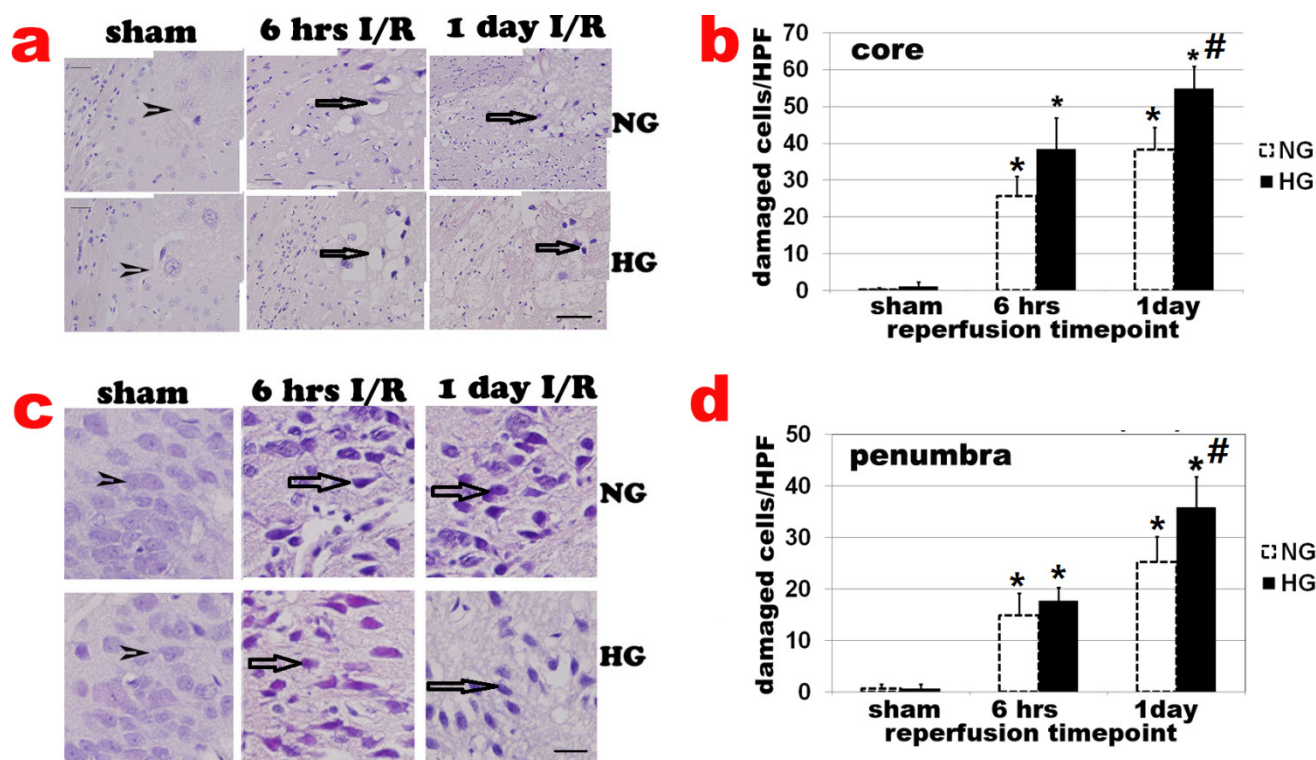 a
sham 6 hrs I/R 1 day I/R
NG
HG
b
core
damaged cells/HPF
70
60
50
40
30
20
10
0
* * * * #
sham 6 hrs 1day
reperfusion timepoint
NG
HG
c
sham 6 hrs I/R 1 day I/R
NG
HG
d
penumbra
damaged cells/HPF
50
40
30
20
10
0
* * * * #
sham 6 hrs 1day
reperfusion timepoint
NG
HG